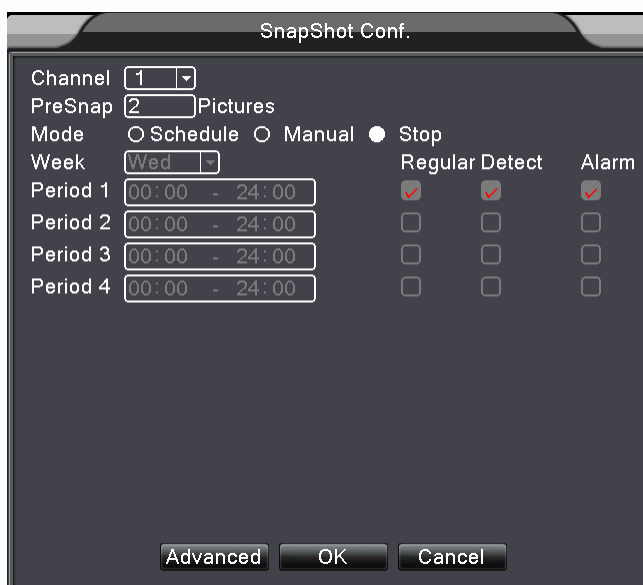 SnapShot Conf.
Channel 1
PreSnap 2 Pictures
Mode Schedule Manual Stop
Week Wed Regular Detect Alarm
Period 1 00:00 - 24:00
Period 2 00:00 - 24:00
Period 3 00:00 - 24:00
Period 4 00:00 - 24:00
Advanced OK Cancel